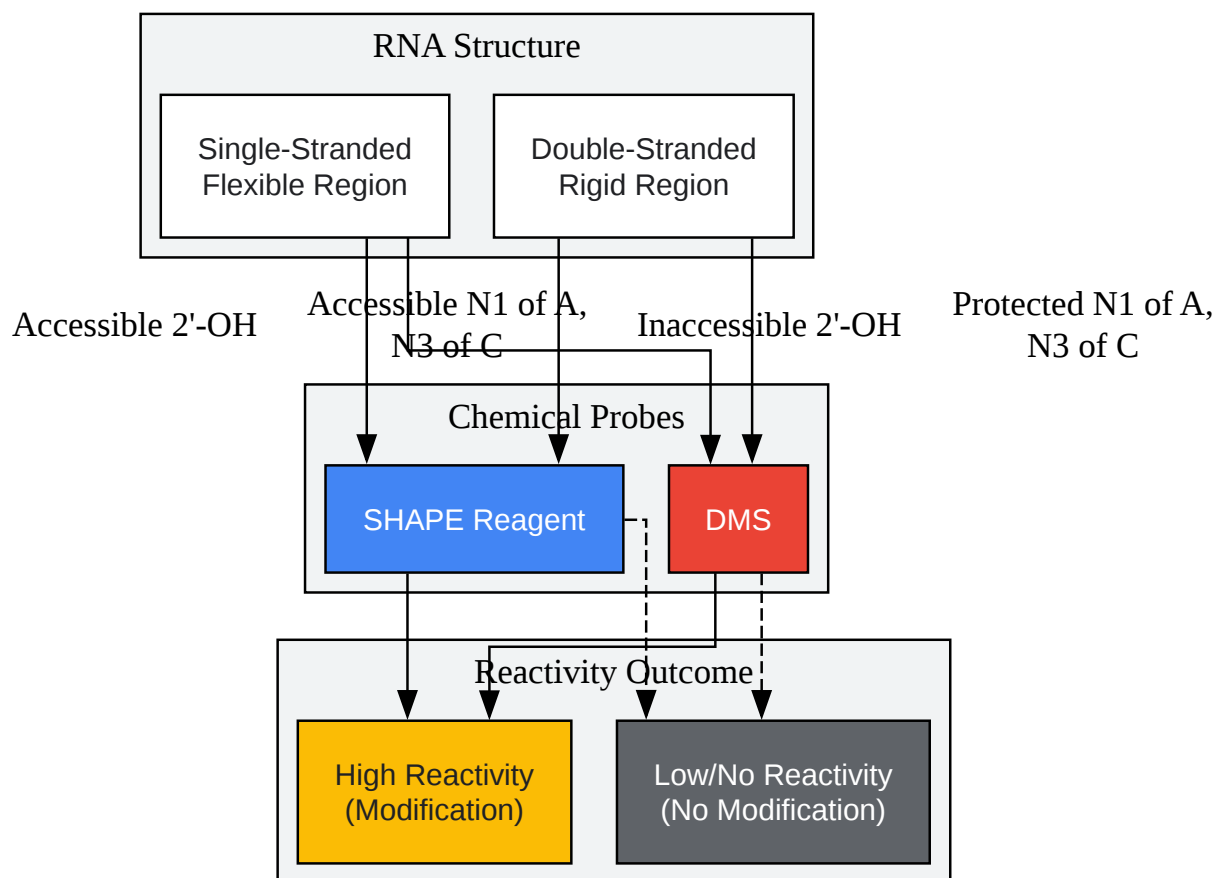 RNA Structure
Single-Stranded
Flexible Region
Double-Stranded
Rigid Region
Accessible 2'-OH
Accessible N1 of A,
N3 of C
Inaccessible 2'-OH
Protected N1 of A,
N3 of C
Chemical Probes
SHAPE Reagent
DMS
Reactivity Outcome
High Reactivity
(Modification)
Low/No Reactivity
(No Modification)